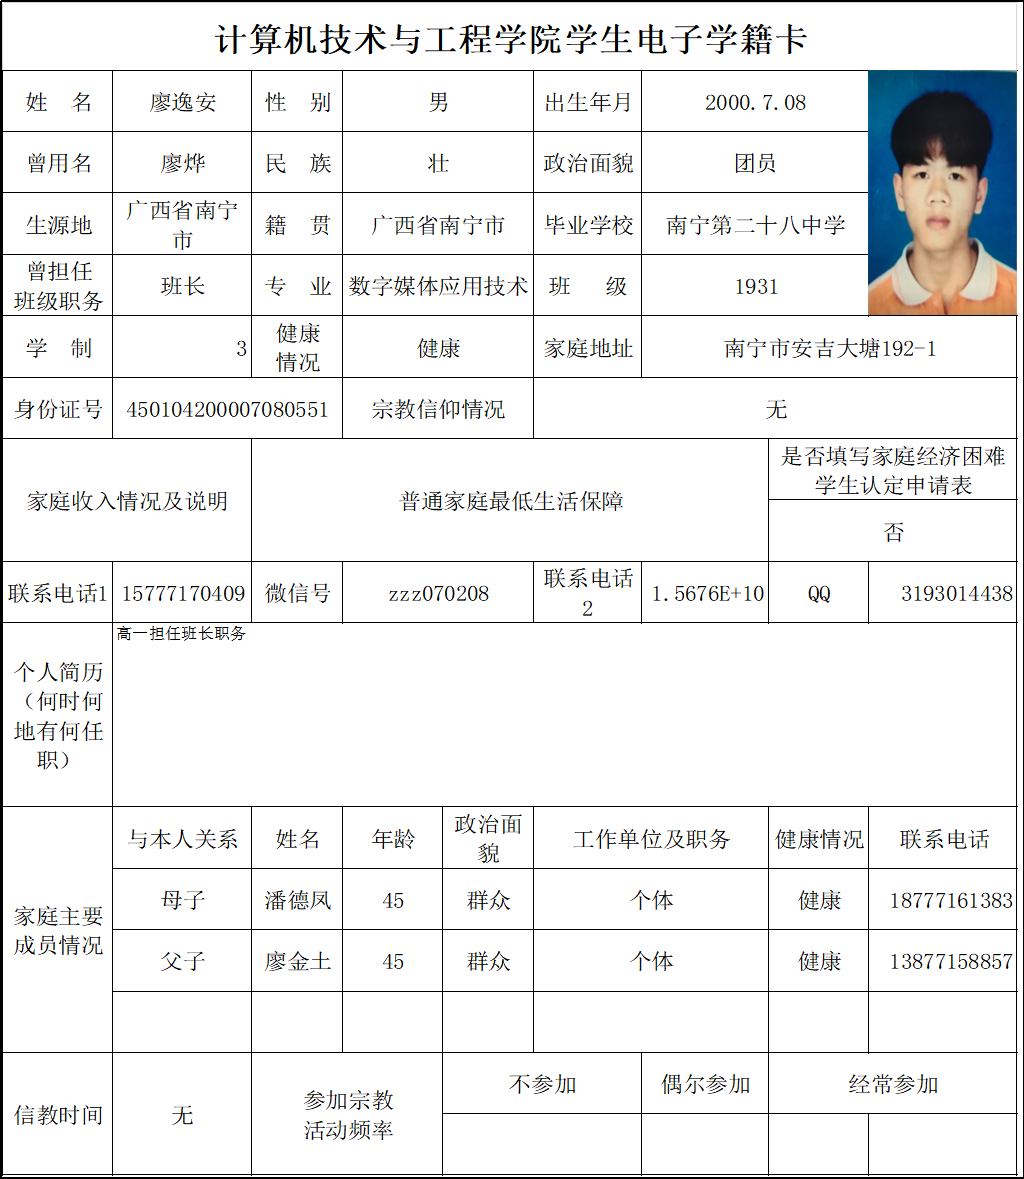 计算机技术与工程学院学生电子学籍卡
姓 名 廖逸安 性 别 男 出生年月 2000.7.08
曾用名 廖烨 民 族 壮 政治面貌 团员
生源地 广西省南宁市 籍 贯 广西省南宁市 毕业学校 南宁第二十八中学
曾担任班级职务 班长 专 业 数字媒体应用技术 班 级 1931
学 制 3 健康情况 健康 家庭地址 南宁市安吉大塘192-1
身份证号 450104200007080551 宗教信仰情况 无
家庭收入情况及说明 普通家庭最低生活保障 是否填写家庭经济困难学生认定申请表
否
联系电话1 15777170409 微信号 zzz070208 联系电话2 1.5676E+10 QQ 3193014438
个人简历（何时何地有何任职） 高一担任班长职务
家庭主要成员情况 与本人关系 姓名 年龄 政治面貌 工作单位及职务 健康情况 联系电话
母子 潘德凤 45 群众 个体 健康 18777161383
父子 廖金土 45 群众 个体 健康 13877158857
信教时间 无 参加宗教活动频率 不参加 偶尔参加 经常参加